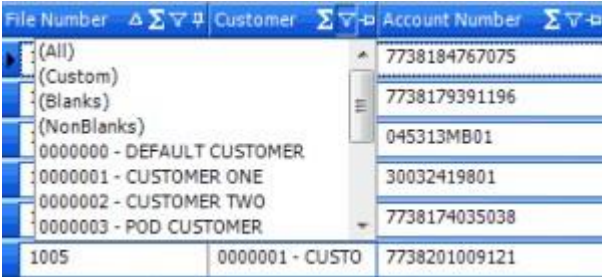 File Number Customer Account Number
(All)
7738184767075
(Custom)
(Blanks)
7738179391196
(NonBlanks)
045313MB01
0000000 - DEFAULT CUSTOMER
0000001 - CUSTOMER ONE
30032419801
0000002 - CUSTOMER TWO
0000003 - POD CUSTOMER
7738174035038
1005 0000001 - CUSTO 7738201009121